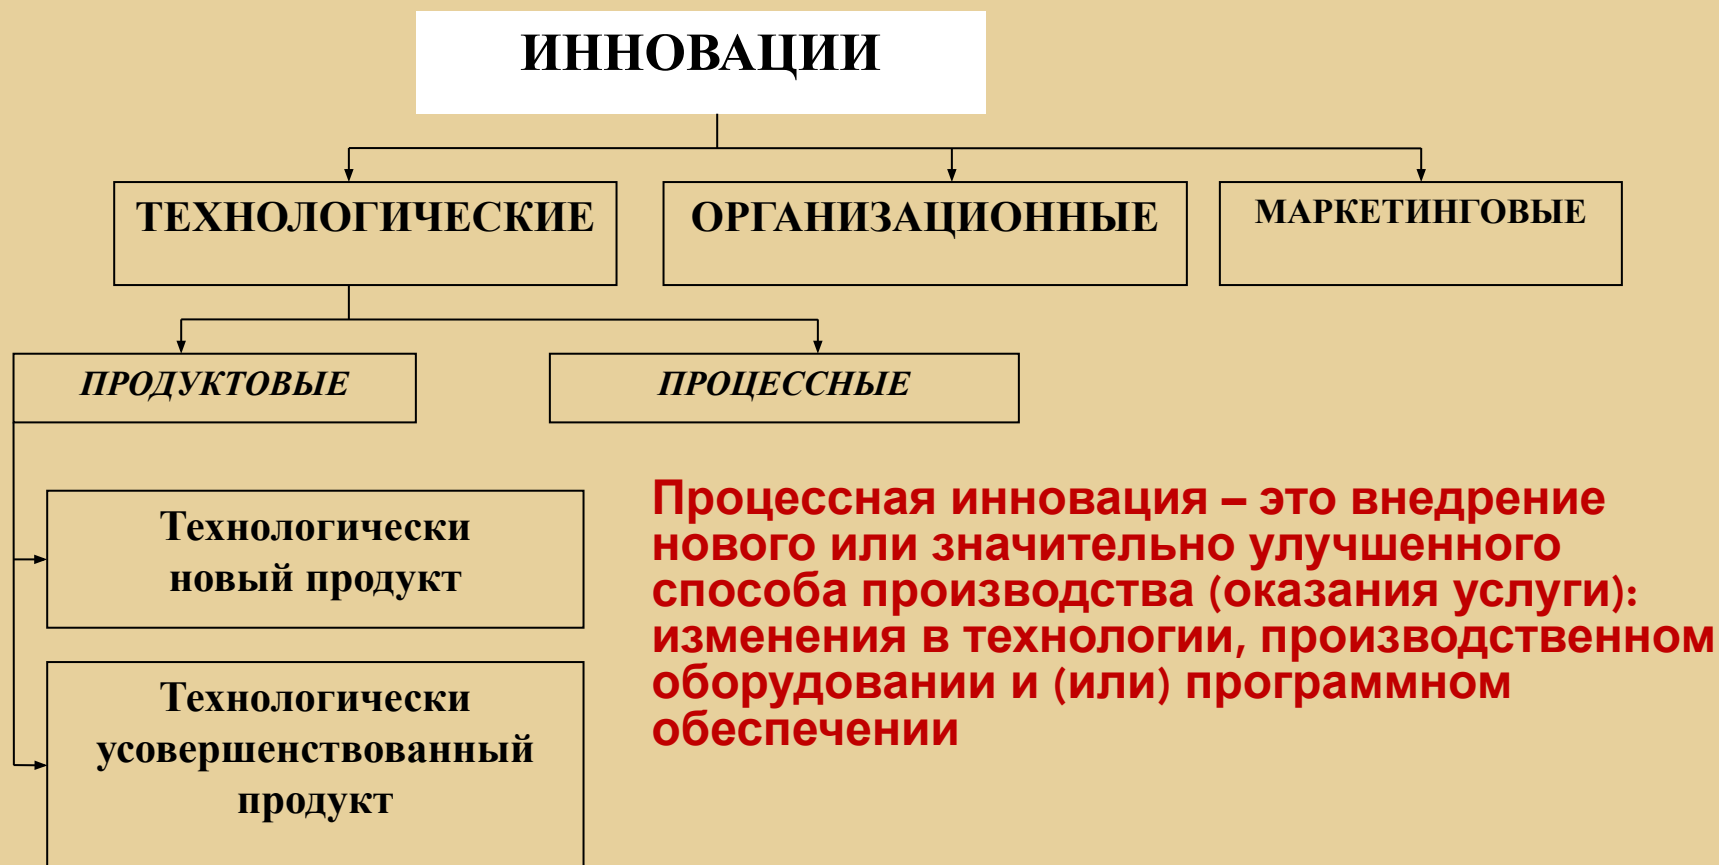 ИННОВАЦИИ
ТЕХНОЛОГИЧЕСКИЕ
ОРГАНИЗАЦИОННЫЕ
МАРКЕТИНГОВЫЕ
ПРОДУКТОВЫЕ
ПРОЦЕССНЫЕ
Технологически
новый продукт
Технологически
усовершенствованный
продукт
Процессная инновация – это внедрение
нового или значительно улучшенного
способа производства (оказания услуги):
изменения в технологии, производственном
оборудовании и (или) программном
обеспечении